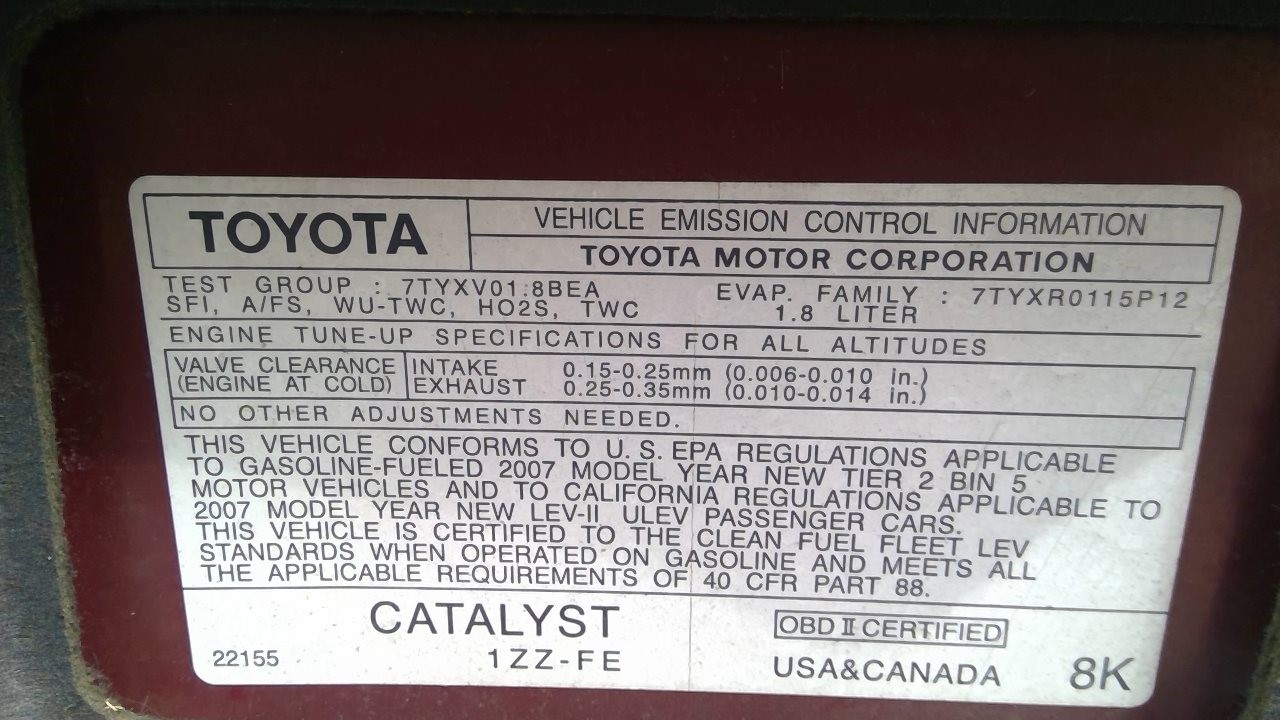 TOYOTA
VEHICLE EMISSION CONTROL INFORMATION
TOYOTA MOTOR CORPORATION
TEST GROUP : 7TYXV01.8BEA EVAP. FAMILY : 7TYXR0115P12
SFI, A/FS, WU-TWC, HO2S, TWC 1.8 LITER
ENGINE TUNE-UP SPECIFICATIONS FOR ALL ALTITUDES
VALVE CLEARANCE INTAKE 0.15-0.25mm (0.006-0.010 in.)
(ENGINE AT COLD) EXHAUST 0.25-0.35mm (0.010-0.014 in.)
NO OTHER ADJUSTMENTS NEEDED.
THIS VEHICLE CONFORMS TO U.S. EPA REGULATIONS APPLICABLE
TO GASOLINE-FUELED 2007 MODEL YEAR NEW TIER 2 BIN 5
MOTOR VEHICLES AND TO CALIFORNIA REGULATIONS APPLICABLE TO
2007 MODEL YEAR NEW LEV-II ULEV PASSENGER CARS.
THIS VEHICLE IS CERTIFIED TO THE CLEAN FUEL FLEET LEV
STANDARDS WHEN OPERATED ON GASOLINE AND MEETS ALL
THE APPLICABLE REQUIREMENTS OF 40 CFR PART 88.
CATALYST OBD II CERTIFIED
22155 1ZZ-FE USA&CANADA 8K